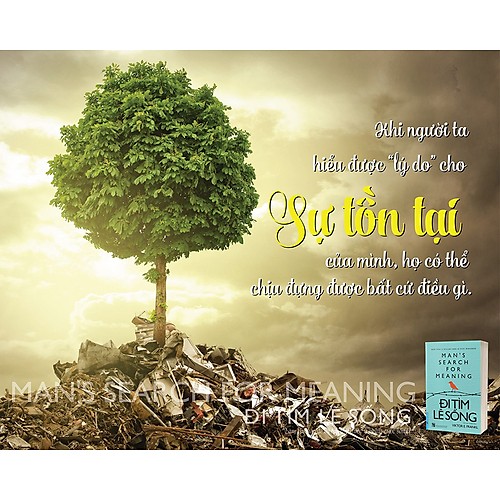 Khi người ta
hiểu được "lý do" cho
Sự tồn tại
của mình, họ có thể
chịu đựng được bất cứ điều gì.
MAN'S SEARCH FOR MEANING
ĐI TÌM LẼ SỐNG
MAN'S
SEARCH
FOR
MEANING
ĐI TÌM
LẼ SỐNG
VIKTOR E. FRANKL